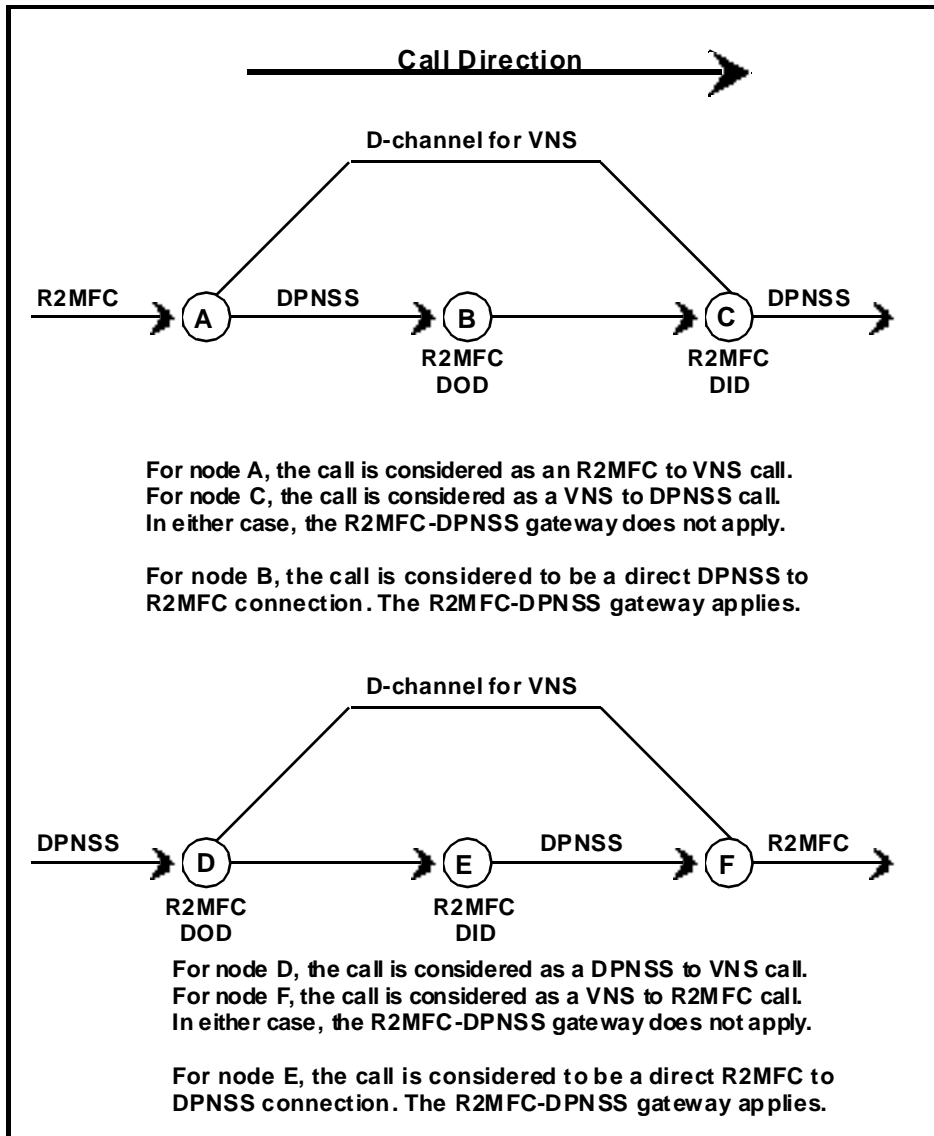 Call Direction
D-channel for VNS
R2MFC
A
DPNSS
B
C
DPNSS
R2MFC
DOD
R2MFC
DID
For node A, the call is considered as an R2MFC to VNS call.
For node C, the call is considered as a VNS to DPNSS call.
In either case, the R2MFC-DPNSS gateway does not apply.
For node B, the call is considered to be a direct DPNSS to
R2MFC connection. The R2MFC-DPNSS gateway applies.
D-channel for VNS
DPNSS
D
E
DPNSS
F
R2MFC
R2MFC
DOD
R2MFC
DID
For node D, the call is considered as a DPNSS to VNS call.
For node F, the call is considered as a VNS to R2MFC call.
In either case, the R2MFC-DPNSS gateway does not apply.
For node E, the call is considered to be a direct R2MFC to
DPNSS connection. The R2MFC-DPNSS gateway applies.